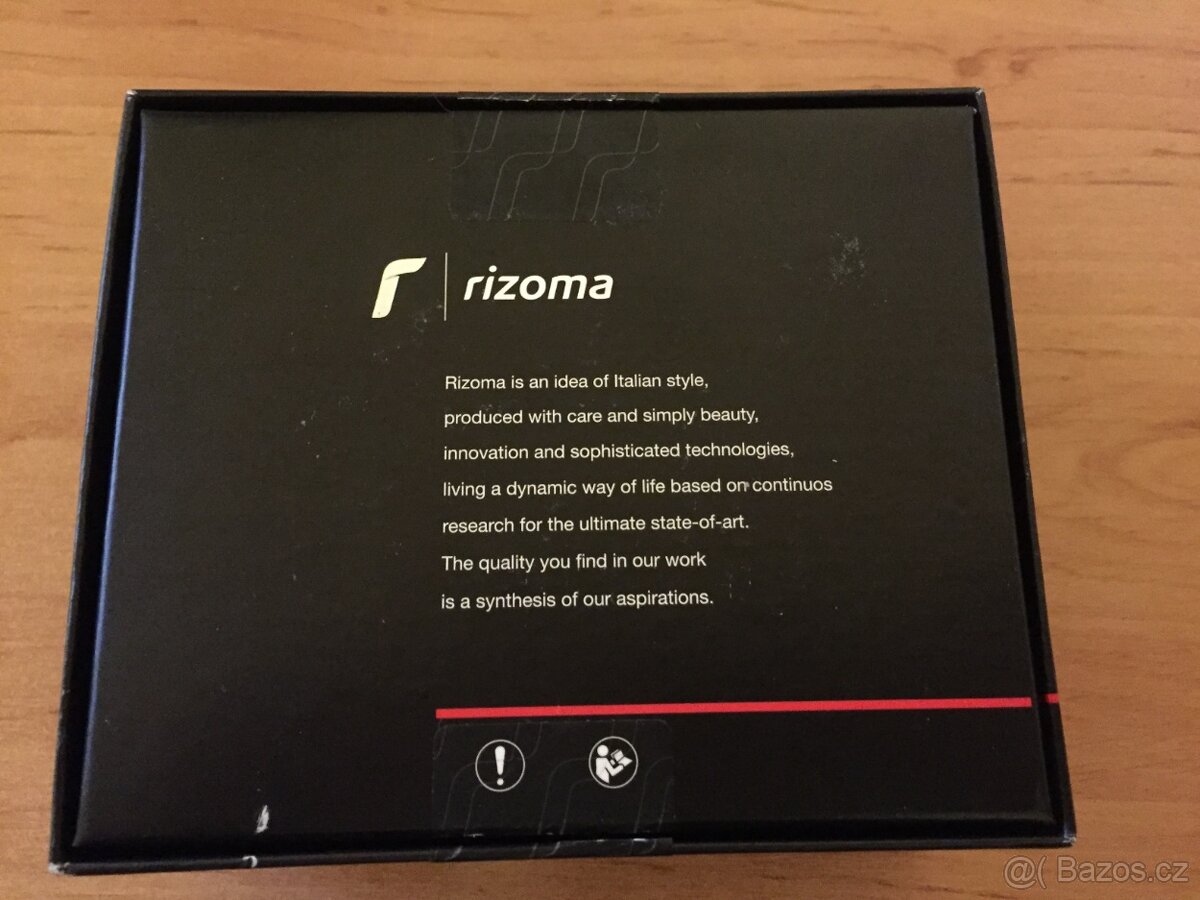 rizoma
Rizoma is an idea of Italian style,
produced with care and simply beauty,
innovation and sophisticated technologies,
living a dynamic way of life based on continuos
research for the ultimate state-of-art.
The quality you find in our work
is a synthesis of our aspirations.
@( Bazos.cz